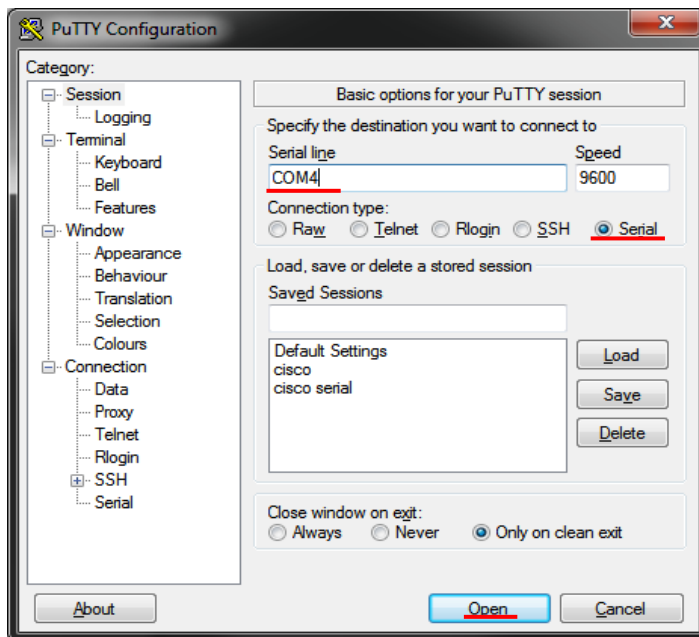 PuTTY Configuration
Category:
Session
Logging
Terminal
Keyboard
Bell
Features
Window
Appearance
Behaviour
Translation
Selection
Colours
Connection
Data
Proxy
Telnet
Rlogin
SSH
Serial
Basic options for your PuTTY session
Specify the destination you want to connect to
Serial line Speed
COM4 9600
Connection type:
Raw Telnet Rlogin SSH Serial
Load, save or delete a stored session
Saved Sessions
Default Settings
cisco
cisco serial
Load
Save
Delete
Close window on exit:
Always Never Only on clean exit
About Open Cancel